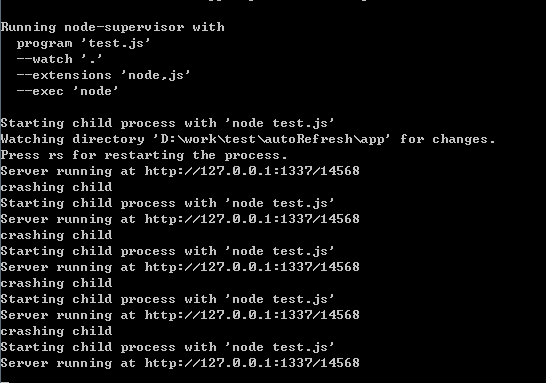 Running node-supervisor with
program 'test.js'
--watch '.'
--extensions 'node,js'
--exec 'node'
Starting child process with 'node test.js'
Watching directory 'D:\work\test\autoRefresh\app' for changes.
Press rs for restarting the process.
Server running at http://127.0.0.1:1337/14568
crashing child
Starting child process with 'node test.js'
Server running at http://127.0.0.1:1337/14568
crashing child
Starting child process with 'node test.js'
Server running at http://127.0.0.1:1337/14568
crashing child
Starting child process with 'node test.js'
Server running at http://127.0.0.1:1337/14568
crashing child
Starting child process with 'node test.js'
Server running at http://127.0.0.1:1337/14568